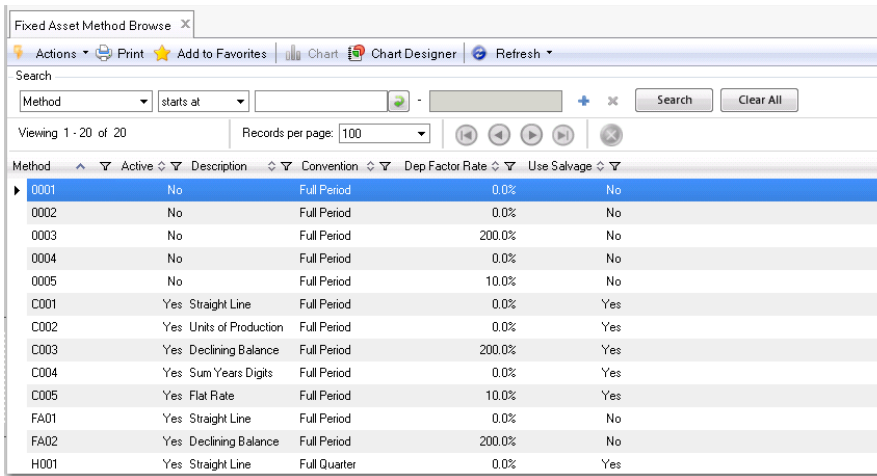 Fixed Asset Method Browse
Actions Print Add to Favorites Chart Chart Designer Refresh
Search
Method starts at - Search Clear All
Viewing 1 - 20 of 20 Records per page: 100
Method Active Description Convention Dep Factor Rate Use Salvage
0001 No Full Period 0.0% No
0002 No Full Period 0.0% No
0003 No Full Period 200.0% No
0004 No Full Period 0.0% No
0005 No Full Period 10.0% No
C001 Yes Straight Line Full Period 0.0% Yes
C002 Yes Units of Production Full Period 0.0% Yes
C003 Yes Declining Balance Full Period 200.0% Yes
C004 Yes Sum Years Digits Full Period 0.0% Yes
C005 Yes Flat Rate Full Period 10.0% Yes
FA01 Yes Straight Line Full Period 0.0% No
FA02 Yes Declining Balance Full Period 200.0% No
H001 Yes Straight Line Full Quarter 0.0% Yes